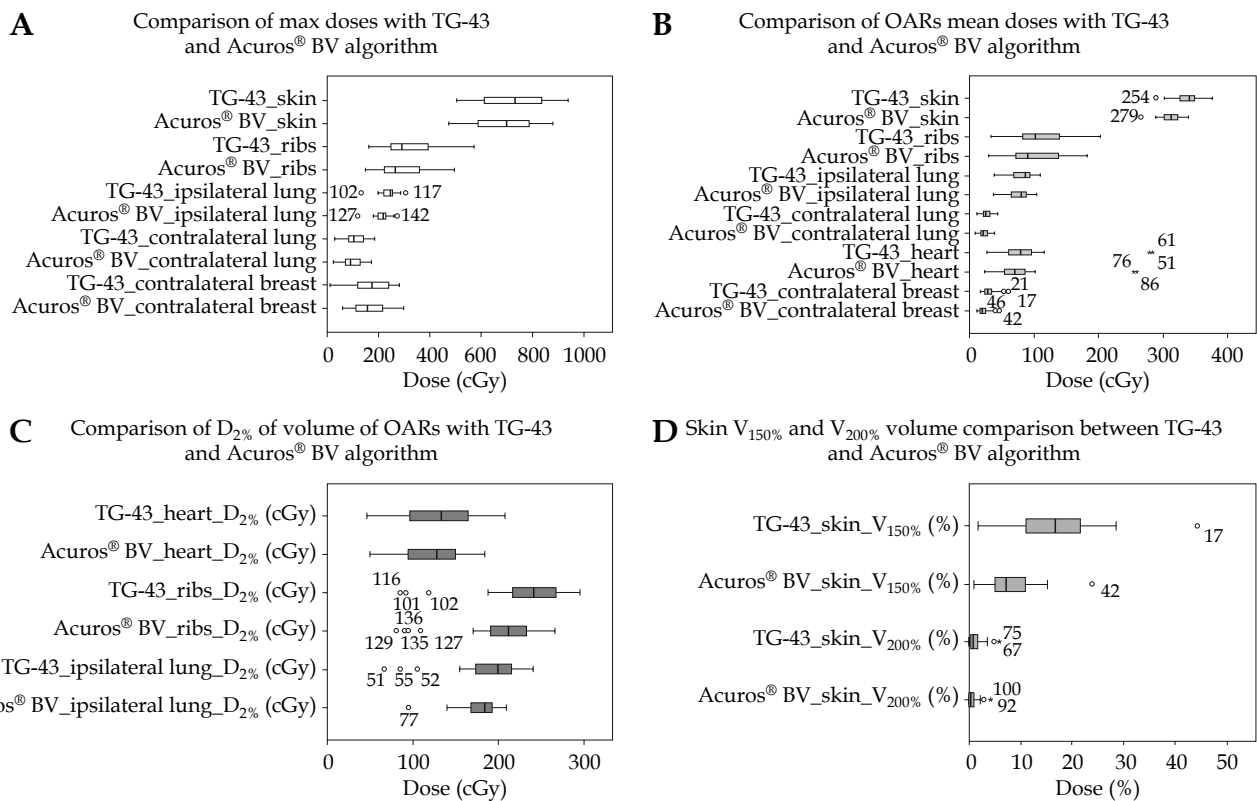 A
Comparison of max doses with TG-43
and Acuros® BV algorithm
TG-43_skin
Acuros® BV_skin
TG-43_ribs
Acuros® BV_ribs
TG-43_ipsilateral lung
102
117
Acuros® BV_ipsilateral lung
127
142
TG-43_contralateral lung
Acuros® BV_contralateral lung
TG-43_contralateral breast
Acuros® BV_contralateral breast
0 200 400 600 800 1000
Dose (cGy)
B
Comparison of OARs mean doses with TG-43
and Acuros® BV algorithm
TG-43_skin
254
Acuros® BV_skin
279
TG-43_ribs
Acuros® BV_ribs
TG-43_ipsilateral lung
Acuros® BV_ipsilateral lung
TG-43_contralateral lung
Acuros® BV_contralateral lung
61
TG-43_heart
76
51
Acuros® BV_heart
86
21
TG-43_contralateral breast
46
17
Acuros® BV_contralateral breast
42
0 100 200 300 400
Dose (cGy)
C
Comparison of D2% of volume of OARs with TG-43
and Acuros® BV algorithm
TG-43_heart_D2% (cGy)
Acuros® BV_heart_D2% (cGy)
116
TG-43_ribs_D2% (cGy)
101 102
136
Acuros® BV_ribs_D2% (cGy)
129 135 127
TG-43_ipsilateral lung_D2% (cGy)
51 55 52
os® BV_ipsilateral lung_D2% (cGy)
77
0 100 200 300
Dose (cGy)
D
Skin V150% and V200% volume comparison between TG-43
and Acuros® BV algorithm
TG-43_skin_V150% (%)
17
Acuros® BV_skin_V150% (%)
42
TG-43_skin_V200% (%)
75
67
Acuros® BV_skin_V200% (%)
100
92
0 10 20 30 40 50
Dose (%)